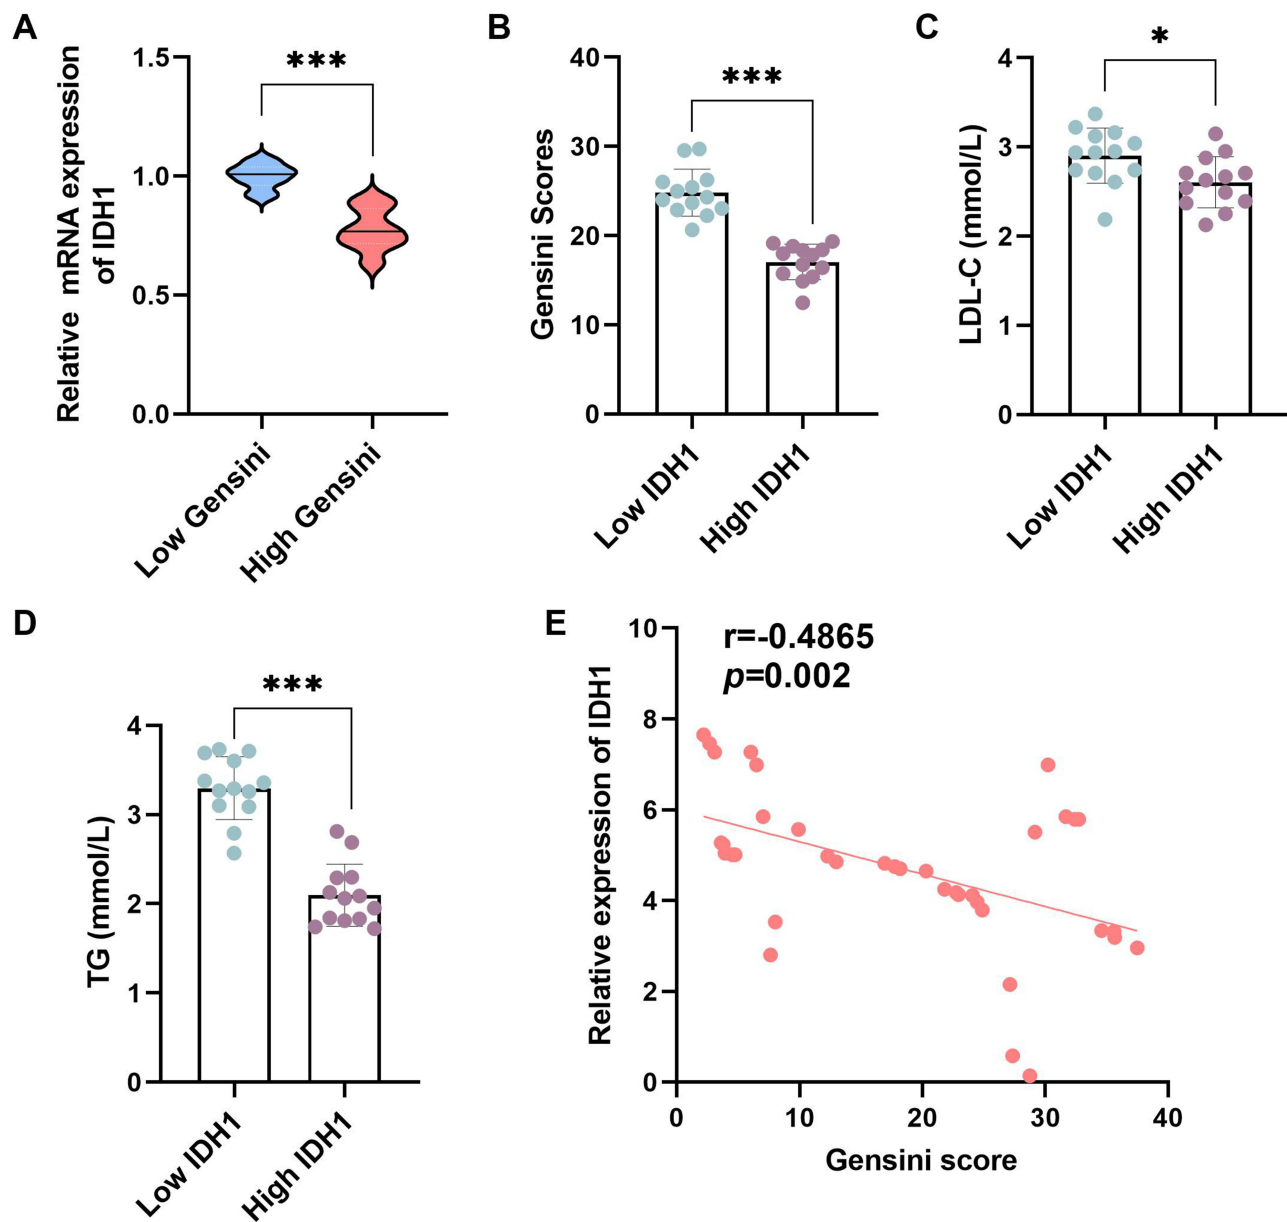 A
Relative mRNA expression
of IDH1
1.5
1.0
0.5
0.0
***
Low Gensini
High Gensini
B
Gensini Scores
40
30
20
10
0
***
Low IDH1
High IDH1
C
LDL-C (mmol/L)
4
3
2
1
0
*
Low IDH1
High IDH1
D
TG (mmol/L)
4
3
2
1
0
***
Low IDH1
High IDH1
E
Relative expression of IDH1
10
8
6
4
2
0
r=-0.4865
p=0.002
0
10
20
30
40
Gensini score